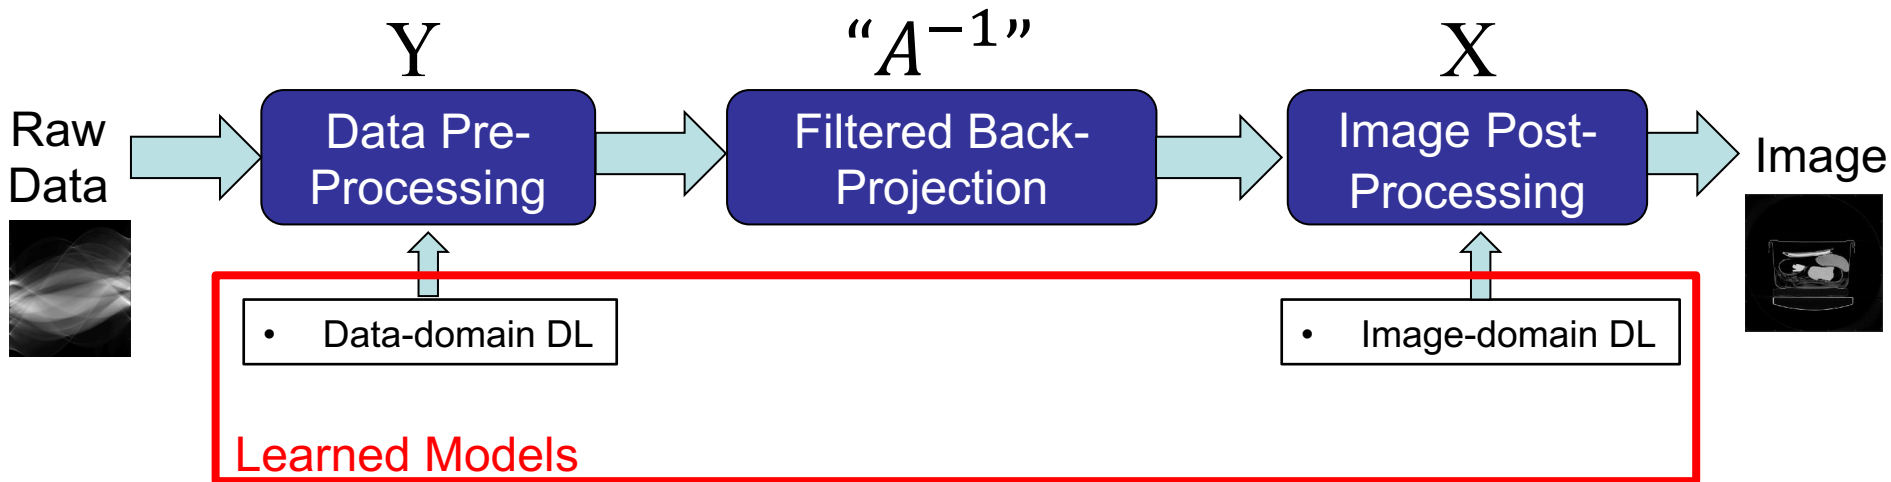 Y
“A⁻¹”
X
Raw
Data
Data Pre-
Processing
Filtered Back-
Projection
Image Post-
Processing
Image
• Data-domain DL
• Image-domain DL
Learned Models